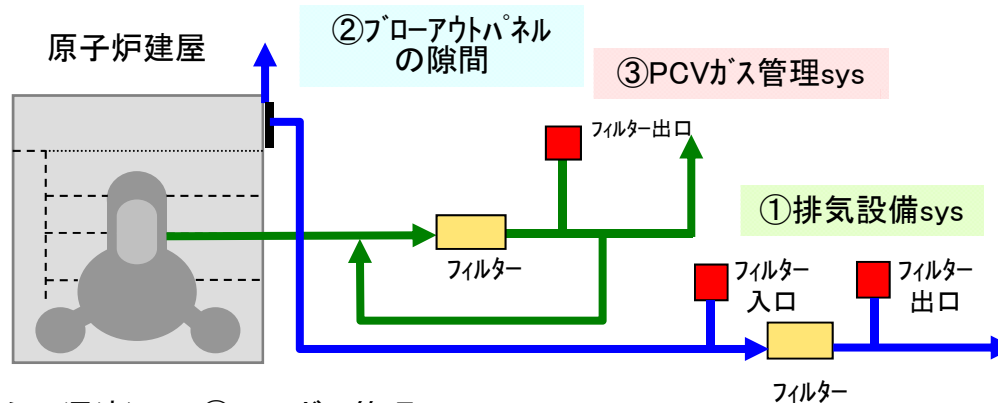 原子炉建屋
②ﾌﾞﾛｰｱｳﾄﾊﾟﾈﾙ
の隙間
③PCVｶﾞｽ管理sys
ﾌｨﾙﾀｰ出口
①排気設備sys
ﾌｨﾙﾀｰ
ﾌｨﾙﾀｰ
入口
ﾌｨﾙﾀｰ
出口
ﾌｨﾙﾀｰ